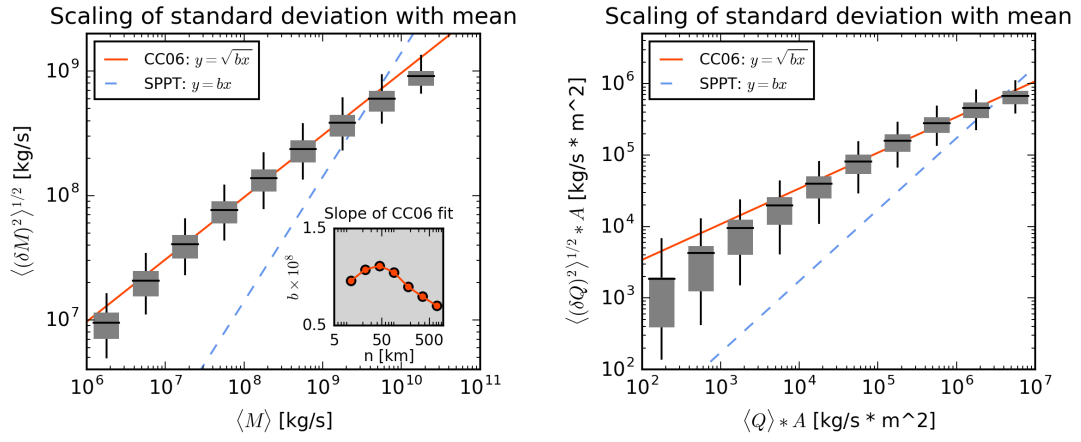 Scaling of standard deviation with mean
CC06: y = √bx
SPPT: y = bx
10^9
10^8
10^7
⟨(δM)^2⟩^1/2 [kg/s]
Slope of CC06 fit
1.5
0.5
b × 10^8
5 50 500
n [km]
10^6 10^7 10^8 10^9 10^10 10^11
⟨M⟩ [kg/s]
Scaling of standard deviation with mean
CC06: y = √bx
SPPT: y = bx
10^6
10^5
10^4
10^3
10^2
⟨(δQ)^2⟩^1/2 * A [kg/s * m^2]
10^2 10^3 10^4 10^5 10^6 10^7
⟨Q⟩ * A [kg/s * m^2]